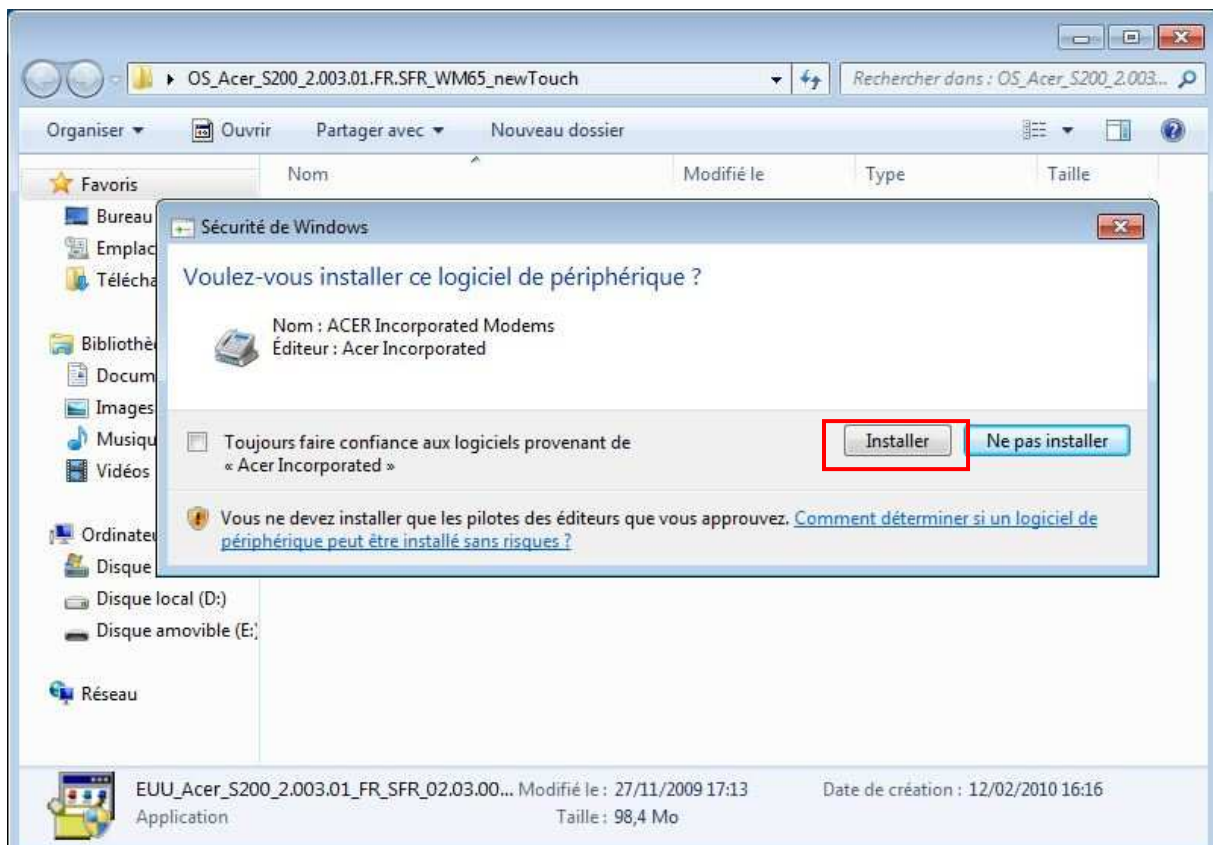 OS_Acer_S200_2.003.01.FR.SFR_WM65_newTouch
Rechercher dans : OS_Acer_S200_2.003...
Organiser
Ouvrir
Partager avec
Nouveau dossier
Nom
Modifié le
Type
Taille
Favoris
Bureau
Emplac
Télécha
Bibliothè
Docum
Images
Musiqu
Vidéos
Ordinateu
Disque
Disque local (D:)
Disque amovible (E:
Réseau
Sécurité de Windows
Voulez-vous installer ce logiciel de périphérique ?
Nom : ACER Incorporated Modems
Éditeur : Acer Incorporated
Toujours faire confiance aux logiciels provenant de
« Acer Incorporated »
Installer
Ne pas installer
Vous ne devez installer que les pilotes des éditeurs que vous approuvez. Comment déterminer si un logiciel de
périphérique peut être installé sans risques ?
EUU_Acer_S200_2.003.01_FR_SFR_02.03.00... Modifié le : 27/11/2009 17:13 Date de création : 12/02/2010 16:16
Application Taille : 98,4 Mo